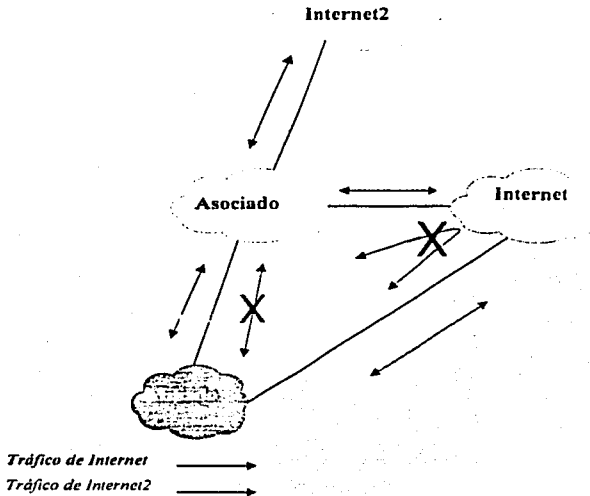 Internet2
Asociado
Internet
Tráfico de Internet
Tráfico de Internet2